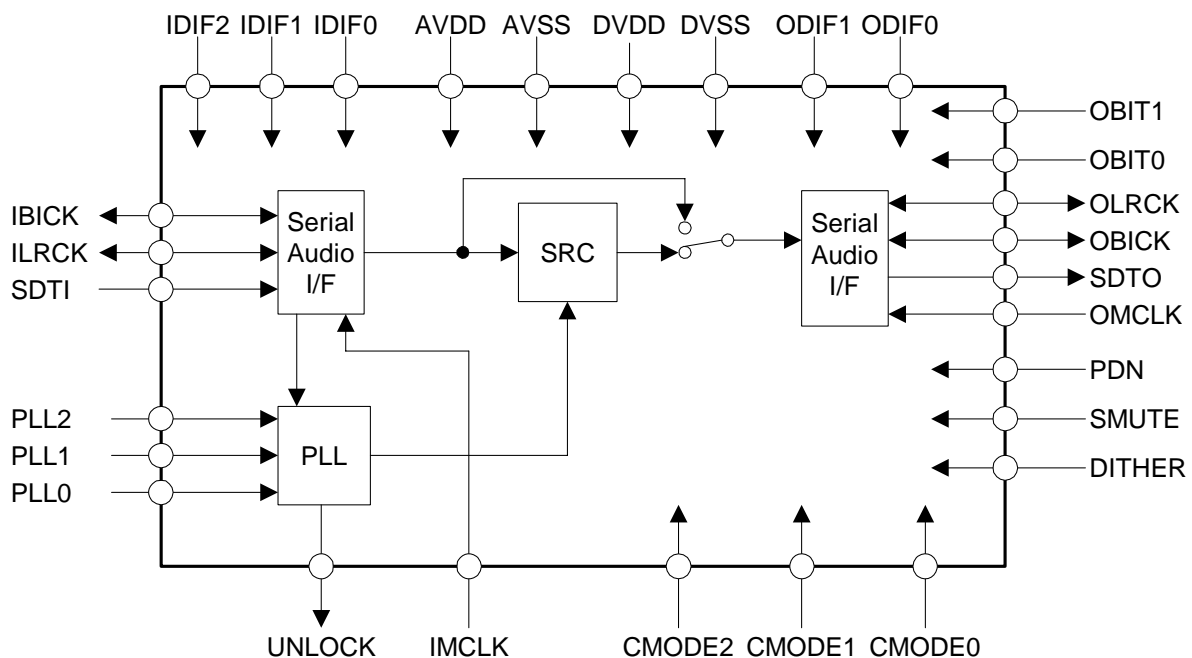 IDIF2 IDIF1 IDIF0 AVDD AVSS DVDD DVSS ODIF1 ODIF0
OBIT1
OBIT0
IBICK
ILRCK
SDTI
Serial
Audio
I/F
SRC
Serial
Audio
I/F
OLRCK
OBICK
SDTO
OMCLK
PLL2
PLL1
PLL0
PLL
PDN
SMUTE
DITHER
UNLOCK IMCLK CMODE2 CMODE1 CMODE0